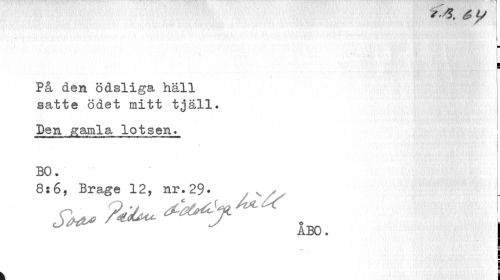 E.B. 64
På den ödsliga häll
satte ödet mitt tjäll.
Den gamla lotsen.
BO.
8:6, Brage 12, nr.29.
På den ödsliga häll
ÅBO.